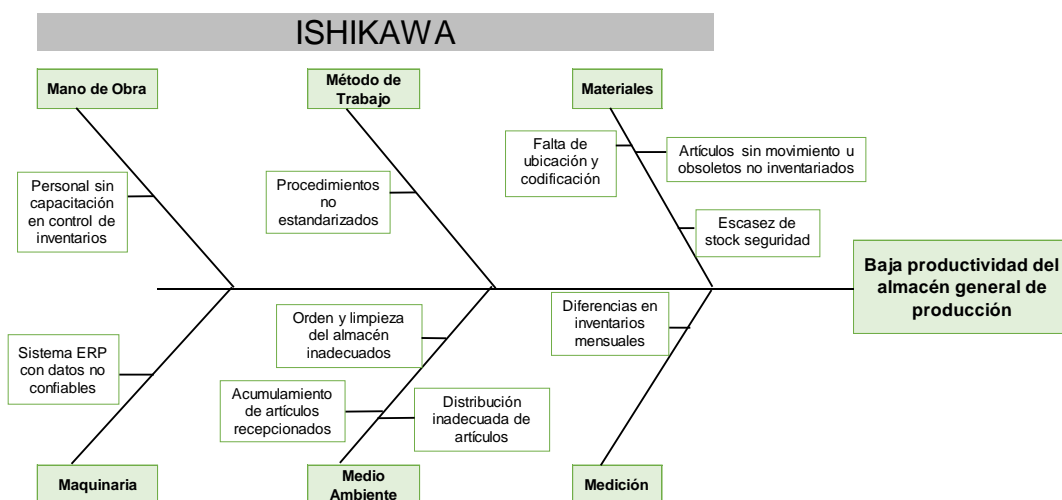 ISHIKAWA
Mano de Obra
Método de
Trabajo
Materiales
Falta de
ubicación y
codificación
Artículos sin movimiento u
obsoletos no inventariados
Personal sin
capacitación
en control de
inventarios
Procedimientos
no
estandarizados
Escasez de
stock seguridad
Baja productividad del
almacén general de
producción
Orden y limpieza
del almacén
inadecuados
Diferencias en
inventarios
mensuales
Sistema ERP
con datos no
confiables
Acumulamiento
de artículos
recepcionados
Distribución
inadecuada de
artículos
Maquinaria
Medio
Ambiente
Medición